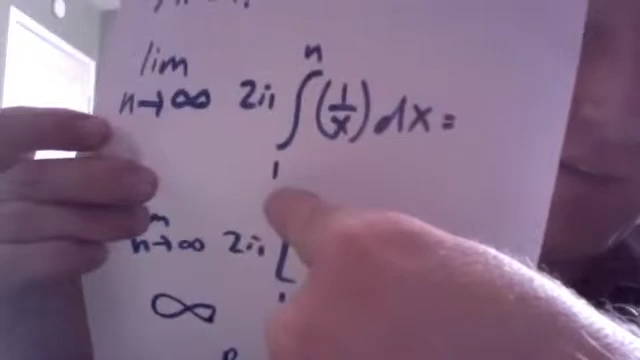 lim n→∞ 2π ∫₁ⁿ (1/x) dx =
n→∞ 2π [
∞